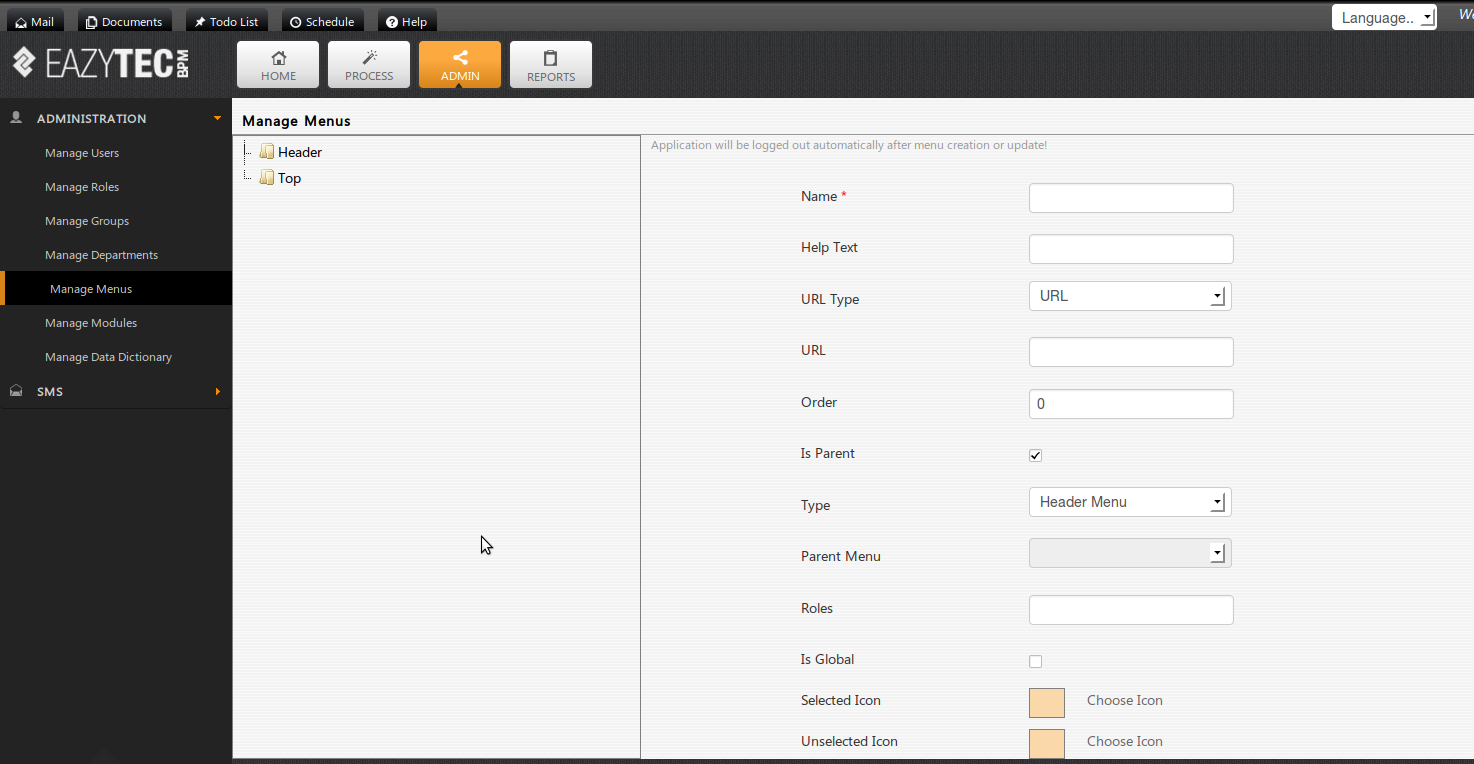 Mail Documents Todo List Schedule Help Language..
EAZYTEC BPM
HOME PROCESS ADMIN REPORTS
ADMINISTRATION
Manage Users
Manage Roles
Manage Groups
Manage Departments
Manage Menus
Manage Modules
Manage Data Dictionary
SMS
Manage Menus
Header
Top
Application will be logged out automatically after menu creation or update!
Name *
Help Text
URL Type URL
URL
Order 0
Is Parent
Type Header Menu
Parent Menu
Roles
Is Global
Selected Icon Choose Icon
Unselected Icon Choose Icon